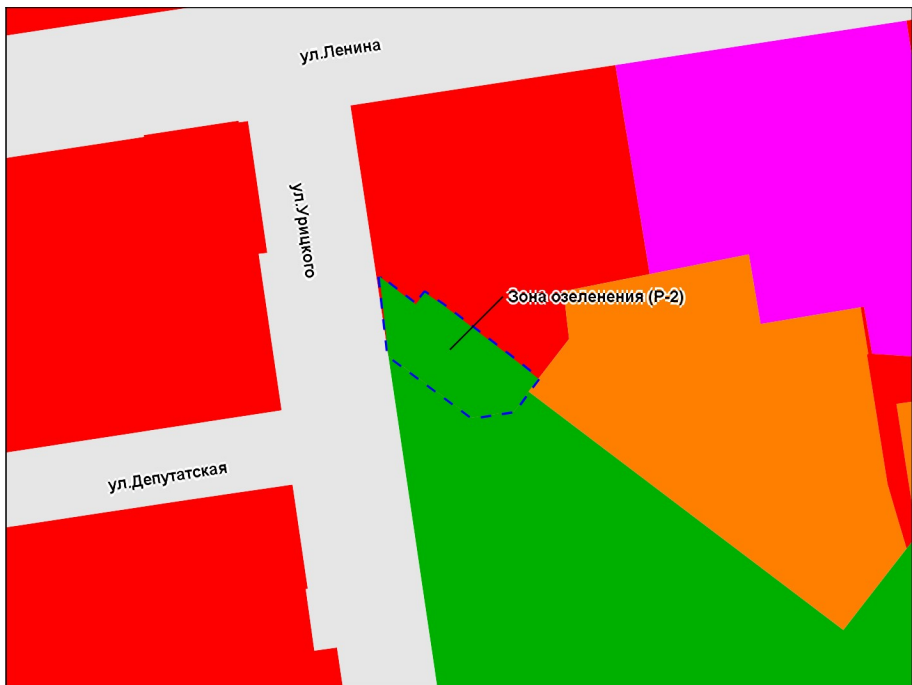 ул.Ленина
ул.Урицкого
Зона озеленения (Р-2)
ул.Депутатская